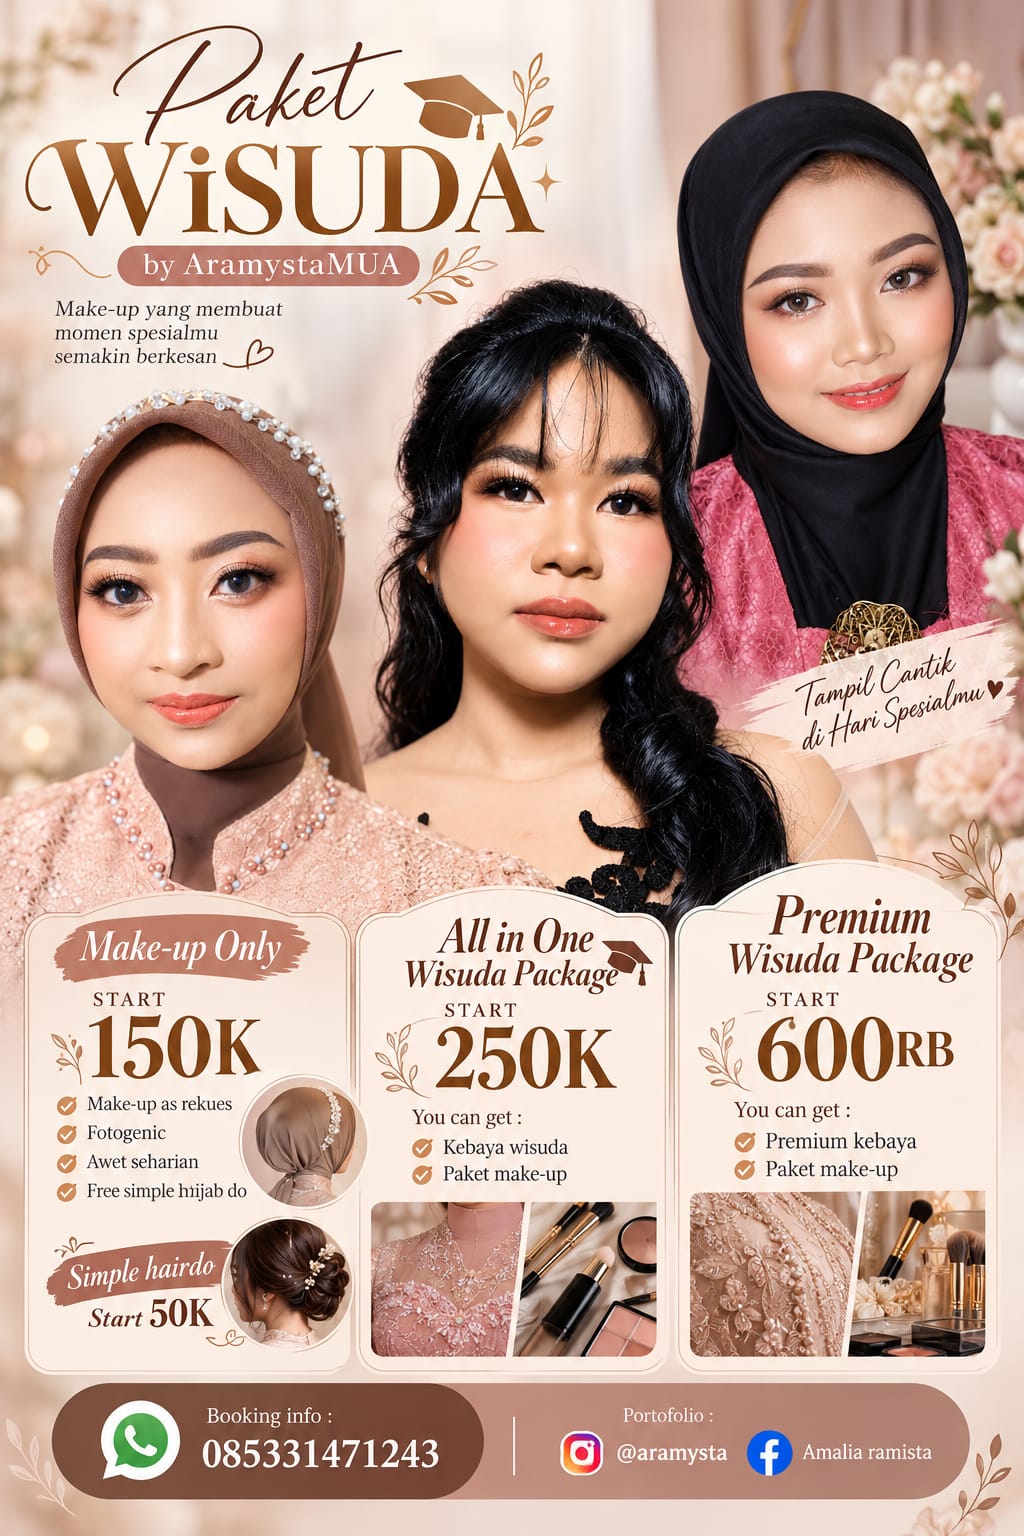 Paket
WiSUDA
by AramystaMUA
Make-up yang membuat
momen spesialmu
semakin berkesan
Tampil Cantik
di Hari Spesialmu
Make-up Only
START
150K
Make-up as rekues
Fotogenic
Awet seharian
Free simple hijab do
Simple hairdo
Start 50K
All in One
Wisuda Package
START
250K
You can get :
Kebaya wisuda
Paket make-up
Premium
Wisuda Package
START
600RB
You can get :
Premium kebaya
Paket make-up
Booking info :
085331471243
Portofolio :
@aramysta
Amalia ramista